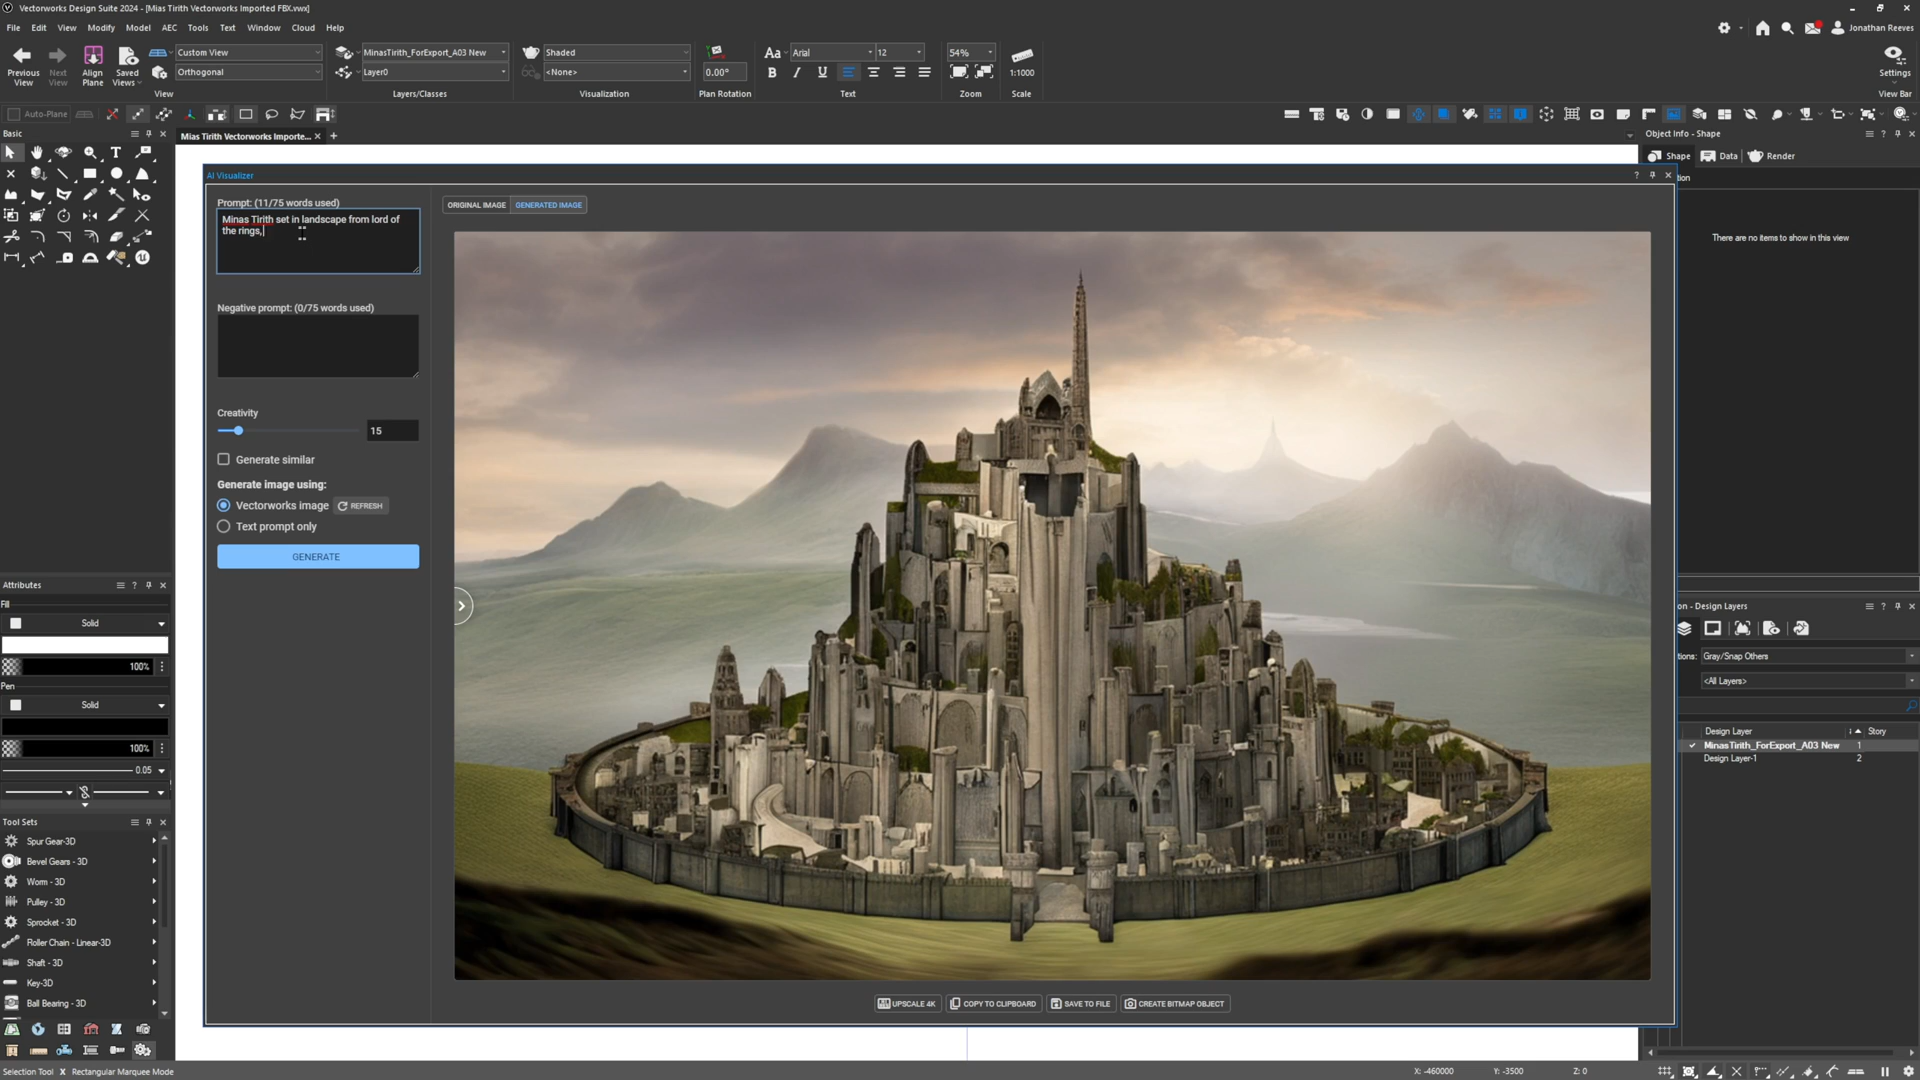 Vectorworks Design Suite 2024 - [Mias Tirith Vectorworks Imported FBX.vwx]
File Edit View Modify Model AEC Tools Text Window Cloud Help
Jonathan Reeves
Previous View
Next View
Align Plane
Saved Views
Custom View
Orthogonal
View
MinasTirith_ForExport_A03 New
Layer0
Layers/Classes
Shaded
<None>
Visualization
0.00°
Plan Rotation
Aa Arial 12
B I U
Text
54%
Zoom
1:1000
Scale
Settings
View Bar
Auto-Plane
Basic
Mias Tirith Vectorworks Importe...
Object Info - Shape
Shape Data Render
tion
There are no items to show in this view
AI Visualizer
Prompt: (11/75 words used)
Minas Tirith set in landscape from lord of
the rings,
Negative prompt: (0/75 words used)
Creativity
15
Generate similar
Generate image using:
Vectorworks image REFRESH
Text prompt only
GENERATE
ORIGINAL IMAGE GENERATED IMAGE
UPSCALE 4K COPY TO CLIPBOARD SAVE TO FILE CREATE BITMAP OBJECT
Attributes
Fill
Solid
100%
Pen
Solid
100%
0.05
Tool Sets
Spur Gear-3D
Bevel Gears - 3D
Worm - 3D
Pulley - 3D
Sprocket - 3D
Roller Chain - Linear-3D
Shaft - 3D
Key-3D
Ball Bearing - 3D
on - Design Layers
tions: Gray/Snap Others
<All Layers>
Design Layer Story
MinasTirith_ForExport_A03 New 1
Design Layer-1 2
Selection Tool X Rectangular Marquee Mode
X: -460000 Y: -3500 Z: 0